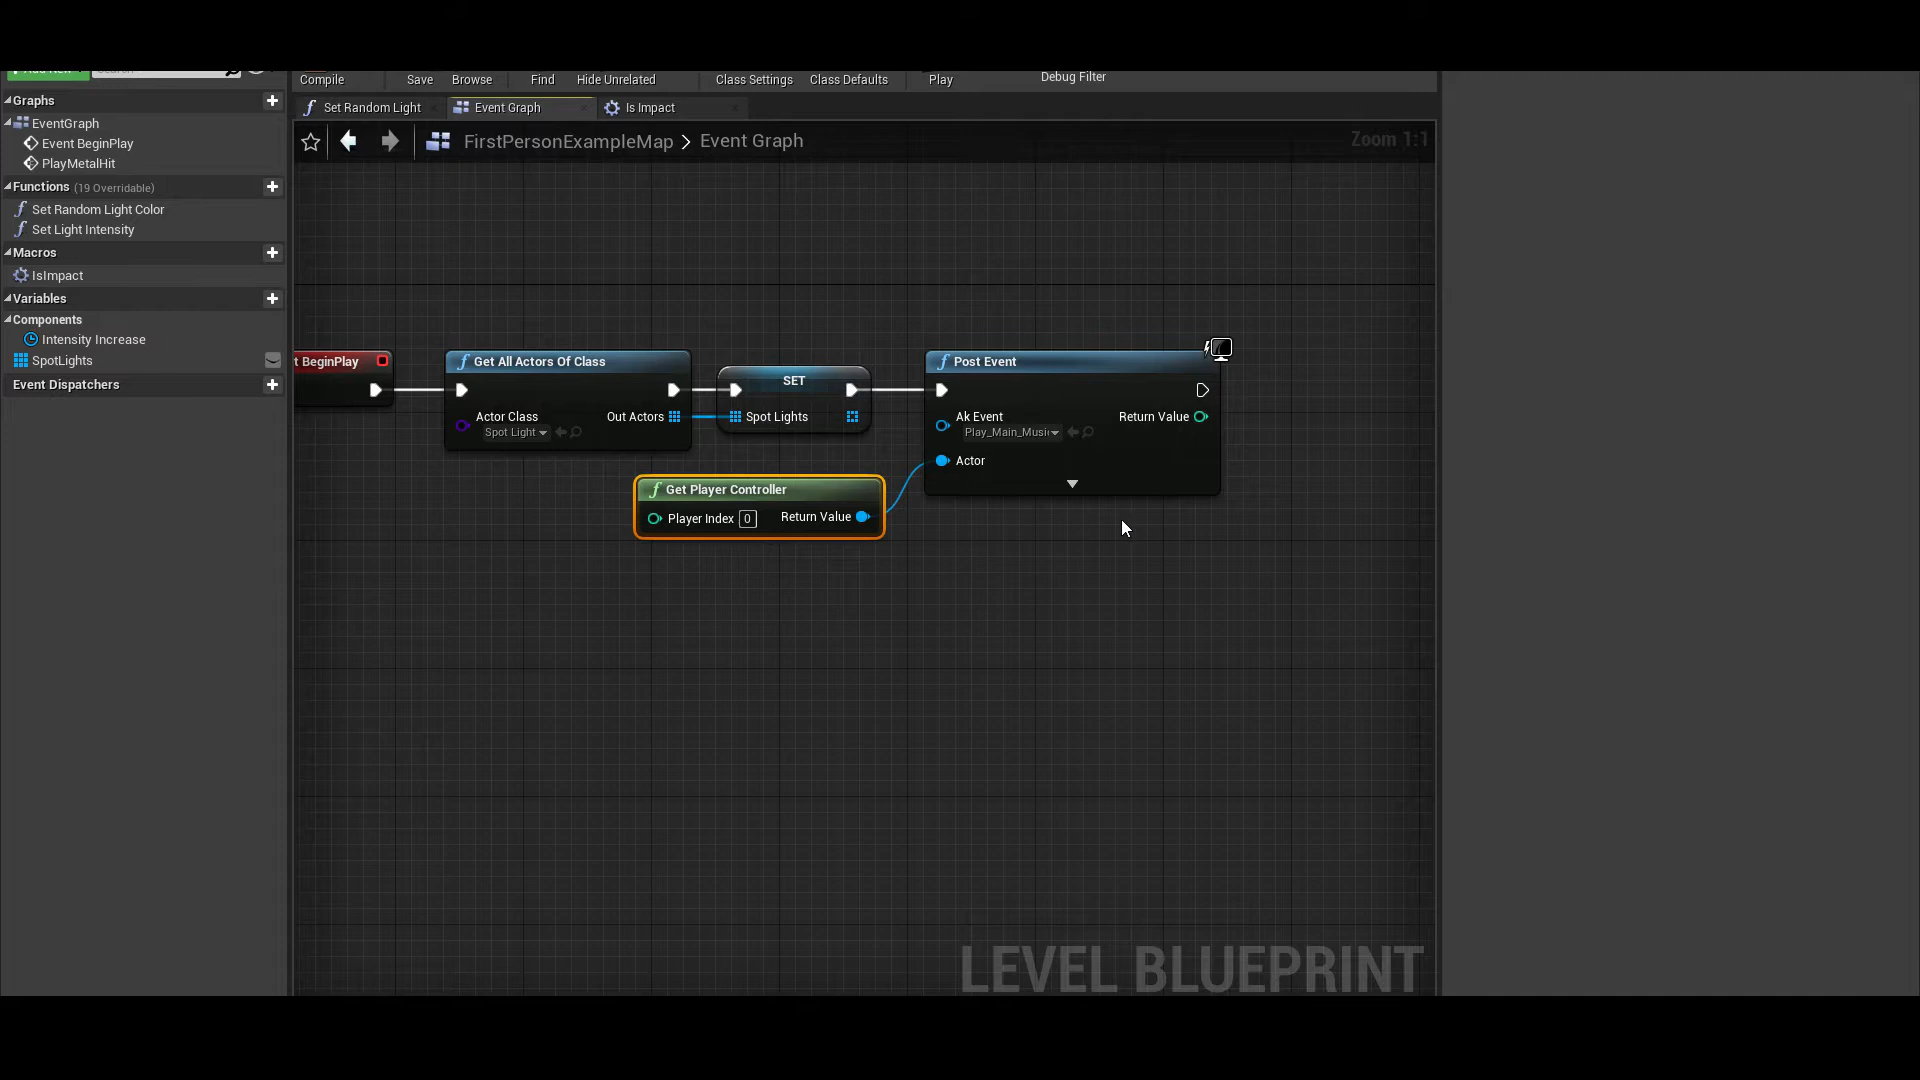 Compile Save Browse Find Hide Unrelated Class Settings Class Defaults Play Debug Filter
Graphs
EventGraph
Event BeginPlay
PlayMetalHit
Functions (19 Overridable)
Set Random Light Color
Set Light Intensity
Macros
IsImpact
Variables
Components
Intensity Increase
SpotLights
Event Dispatchers
Set Random Light Event Graph Is Impact
FirstPersonExampleMap > Event Graph Zoom 1:1
t BeginPlay
Get All Actors Of Class
Actor Class Out Actors
Spot Light
SET
Spot Lights
Post Event
Ak Event Return Value
Play_Main_Musi
Actor
Get Player Controller
Player Index 0 Return Value
LEVEL BLUEPRINT